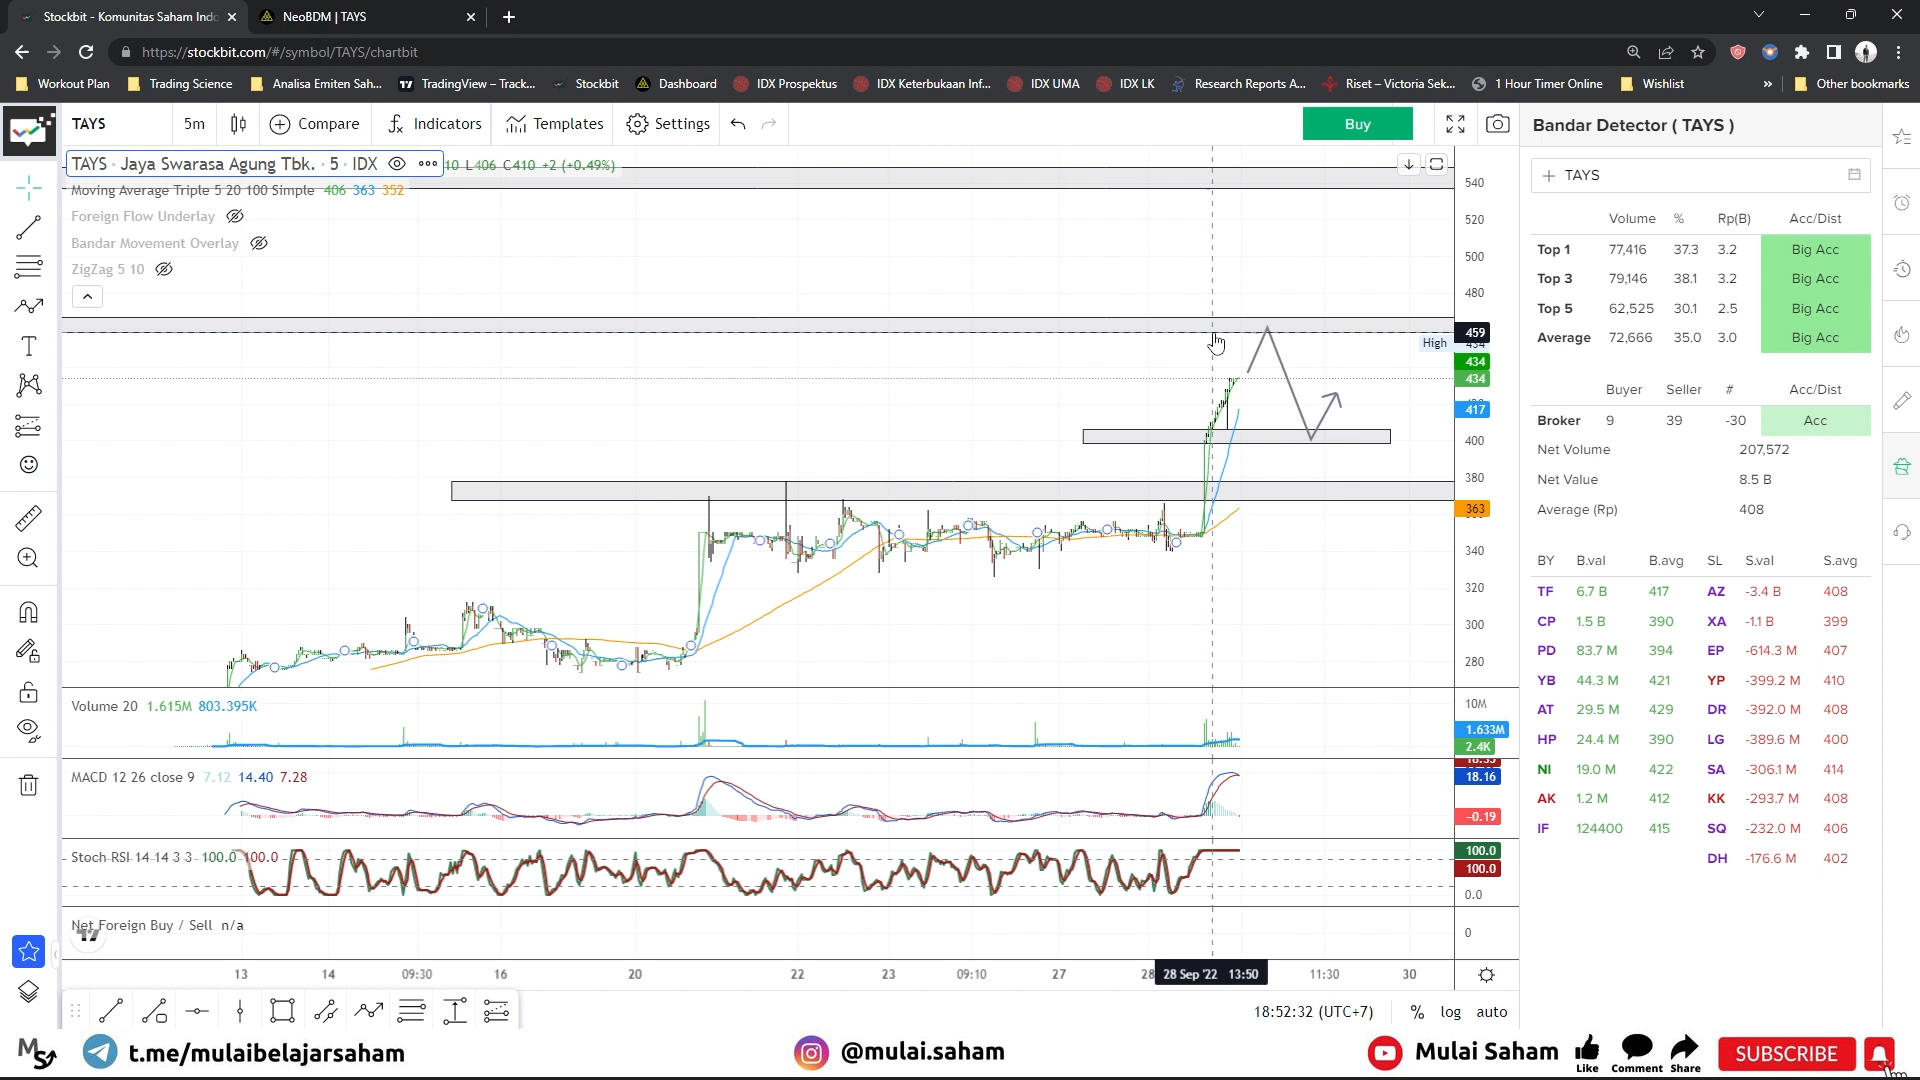 Stockbit - Komunitas Saham Indo
NeoBDM | TAYS
https://stockbit.com/#/symbol/TAYS/chartbit
Workout Plan
Trading Science
Analisa Emiten Sah...
TradingView – Track...
Stockbit
Dashboard
IDX Prospektus
IDX Keterbukaan Inf...
IDX UMA
IDX LK
Research Reports A...
Riset – Victoria Sek...
1 Hour Timer Online
Wishlist
Other bookmarks
TAYS
5m
Compare
Indicators
Templates
Settings
Buy
TAYS · Jaya Swarasa Agung Tbk. · 5 · IDX
10 L406 C410 +2 (+0.49%)
Moving Average Triple 5 20 100 Simple 406 363 352
Foreign Flow Underlay
Bandar Movement Overlay
ZigZag 5 10
540
520
500
480
459
High
434
434
417
400
380
363
340
320
300
280
Volume 20 1.615M 803.395K
10M
1.633M
2.4K
MACD 12 26 close 9 7.12 14.40 7.28
18.16
−0.19
Stoch RSI 14 14 3 3 100.0 100.0
100.0
100.0
0.0
Net Foreign Buy / Sell n/a
0
13 14 09:30 16 20 22 23 09:10 27 28 28 Sep '22 13:50 11:30 30
18:52:32 (UTC+7)
% log auto
Bandar Detector ( TAYS )
TAYS
Volume % Rp(B) Acc/Dist
Top 1 77,416 37.3 3.2 Big Acc
Top 3 79,146 38.1 3.2 Big Acc
Top 5 62,525 30.1 2.5 Big Acc
Average 72,666 35.0 3.0 Big Acc
Buyer Seller # Acc/Dist
Broker 9 39 -30 Acc
Net Volume 207,572
Net Value 8.5 B
Average (Rp) 408
BY B.val B.avg SL S.val S.avg
TF 6.7 B 417 AZ -3.4 B 408
CP 1.5 B 390 XA -1.1 B 399
PD 83.7 M 394 EP -614.3 M 407
YB 44.3 M 421 YP -399.2 M 410
AT 29.5 M 429 DR -392.0 M 408
HP 24.4 M 390 LG -389.6 M 400
NI 19.0 M 422 SA -306.1 M 414
AK 1.2 M 412 KK -293.7 M 408
IF 124400 415 SQ -232.0 M 406
DH -176.6 M 402
t.me/mulaibelajarsaham
@mulai.saham
Mulai Saham
Like
Comment
Share
SUBSCRIBE